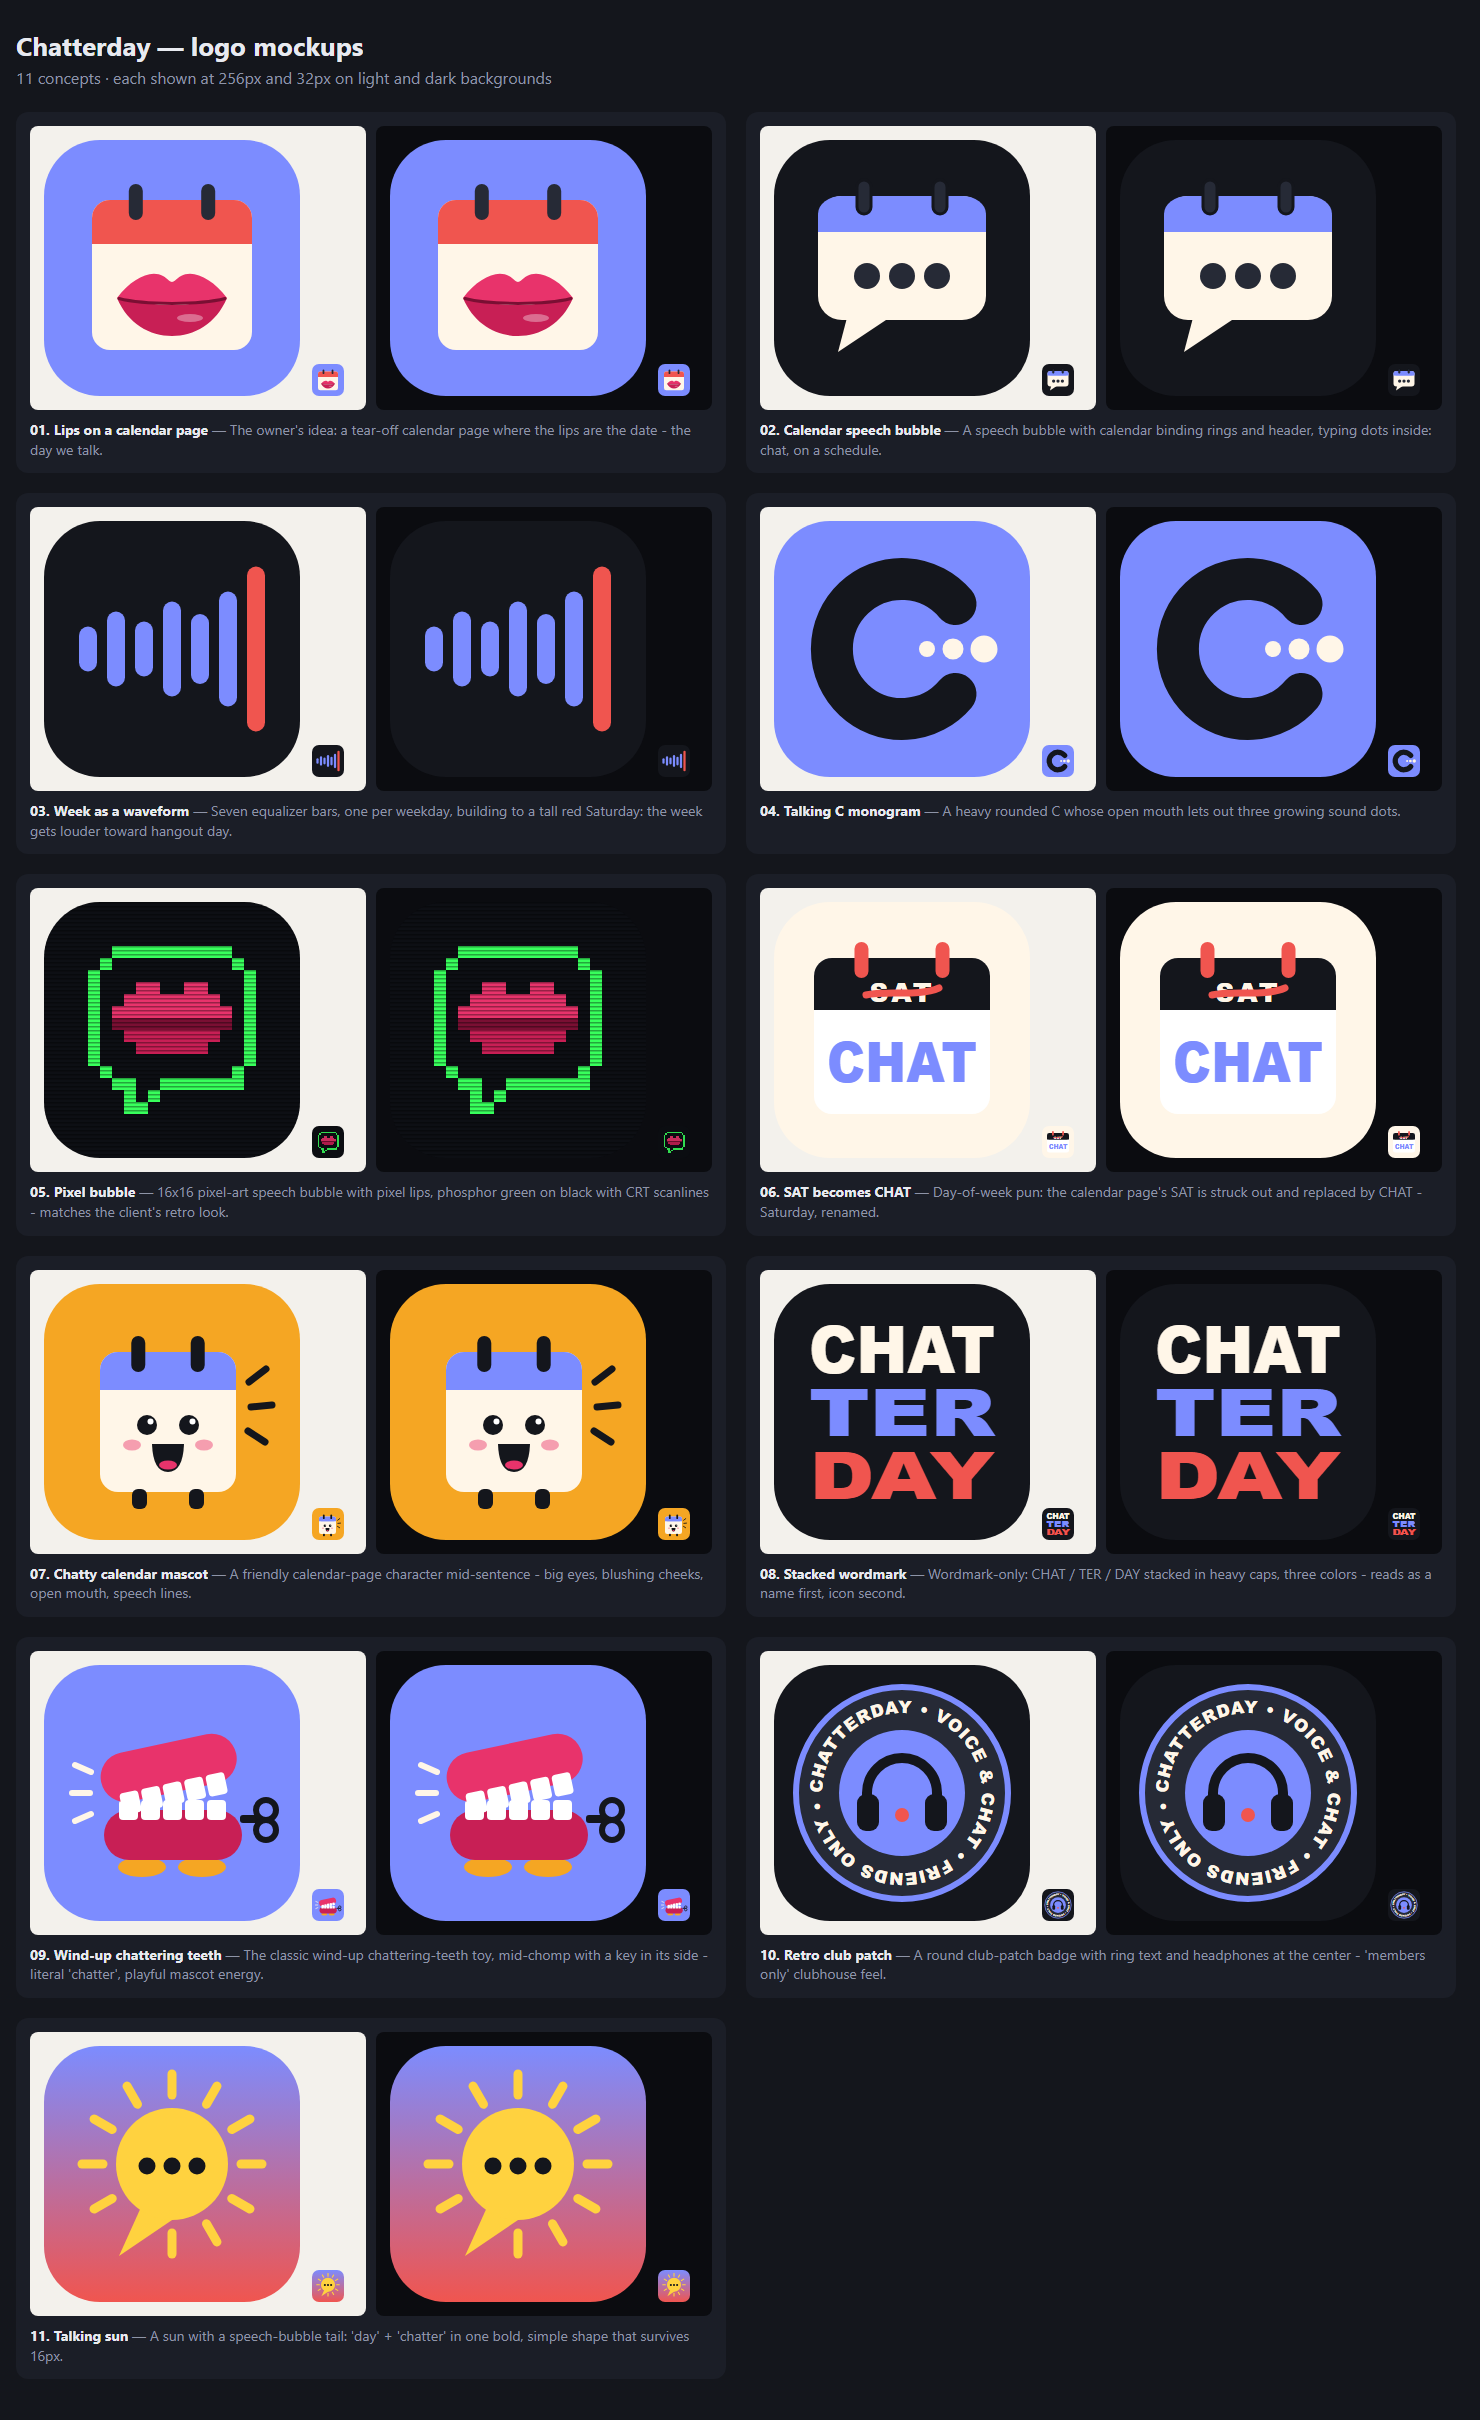 Chatterday — logo mockups
11 concepts · each shown at 256px and 32px on light and dark backgrounds
01. Lips on a calendar page — The owner's idea: a tear-off calendar page where the lips are the date - the
day we talk.
02. Calendar speech bubble — A speech bubble with calendar binding rings and header, typing dots inside:
chat, on a schedule.
03. Week as a waveform — Seven equalizer bars, one per weekday, building to a tall red Saturday: the week
gets louder toward hangout day.
04. Talking C monogram — A heavy rounded C whose open mouth lets out three growing sound dots.
SAT
CHAT
CHAT
SAT
CHAT
CHAT
05. Pixel bubble — 16x16 pixel-art speech bubble with pixel lips, phosphor green on black with CRT scanlines
- matches the client's retro look.
06. SAT becomes CHAT — Day-of-week pun: the calendar page's SAT is struck out and replaced by CHAT -
Saturday, renamed.
CHAT
TER
DAY
CHAT
TER
DAY
CHAT
TER
DAY
CHAT
TER
DAY
07. Chatty calendar mascot — A friendly calendar-page character mid-sentence - big eyes, blushing cheeks,
open mouth, speech lines.
08. Stacked wordmark — Wordmark-only: CHAT / TER / DAY stacked in heavy caps, three colors - reads as a
name first, icon second.
CHATTERDAY • VOICE & CHAT • FRIENDS ONLY •
CHATTERDAY • VOICE & CHAT • FRIENDS ONLY •
09. Wind-up chattering teeth — The classic wind-up chattering-teeth toy, mid-chomp with a key in its side -
literal 'chatter', playful mascot energy.
10. Retro club patch — A round club-patch badge with ring text and headphones at the center - 'members
only' clubhouse feel.
11. Talking sun — A sun with a speech-bubble tail: 'day' + 'chatter' in one bold, simple shape that survives
16px.